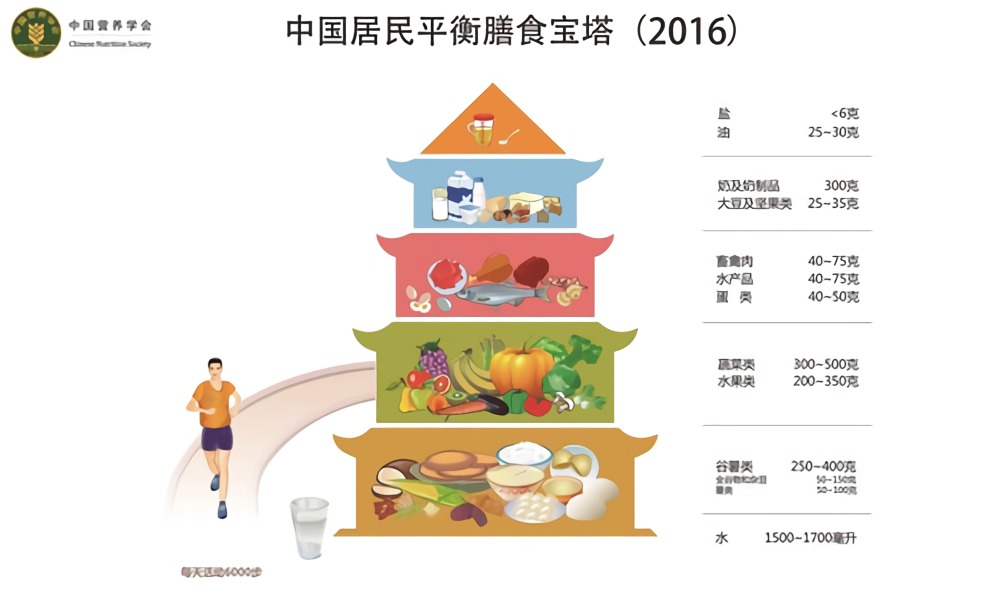 中国营养学会
Chinese Nutrition Society
中国居民平衡膳食宝塔（2016）
盐 <6克
油 25~30克
奶及奶制品 300克
大豆及坚果类 25~35克
畜禽肉 40~75克
水产品 40~75克
蛋 类 40~50克
蔬菜类 300~500克
水果类 200~350克
谷薯类 250~400克
全谷物和杂豆 50~150克
薯类 50~100克
水 1500~1700毫升
每天活动6000步